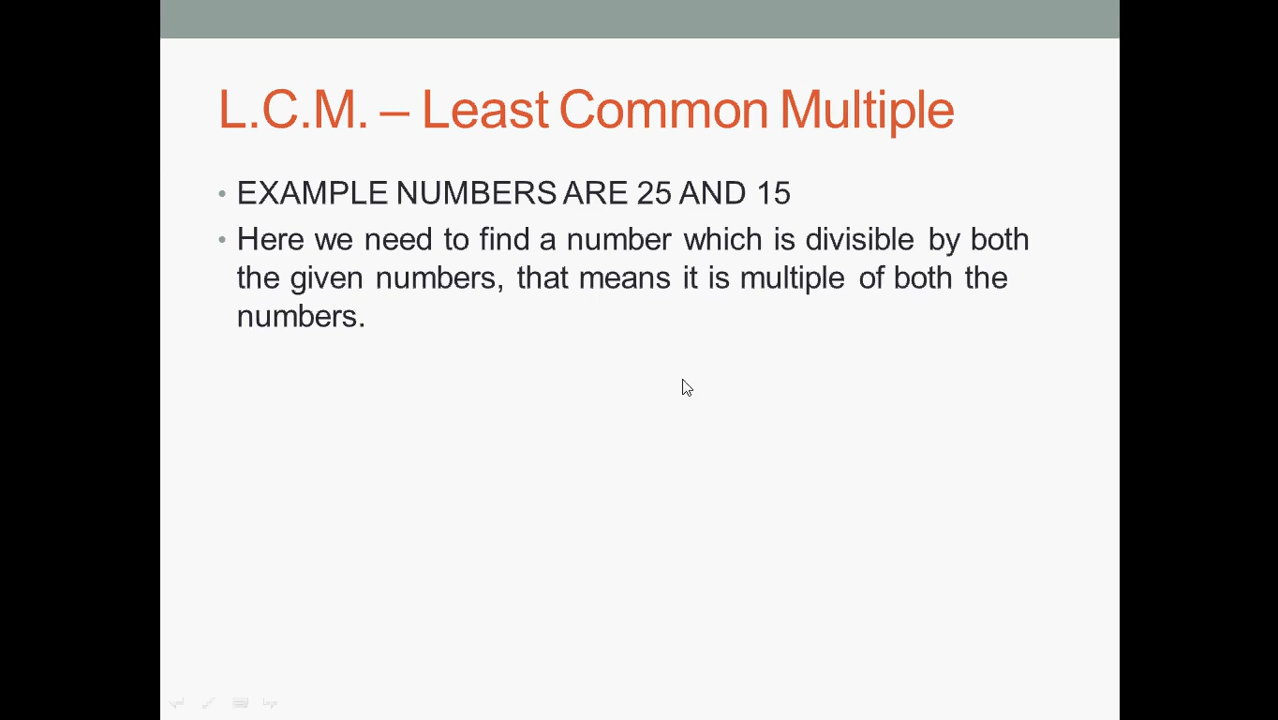 L.C.M. – Least Common Multiple
• EXAMPLE NUMBERS ARE 25 AND 15
• Here we need to find a number which is divisible by both
the given numbers, that means it is multiple of both the
numbers.